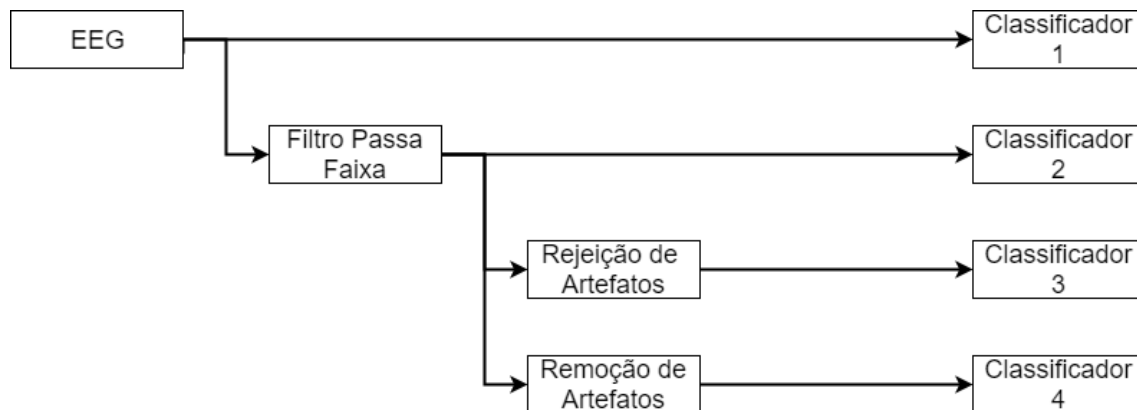 EEG
Classificador
1
Filtro Passa
Faixa
Classificador
2
Rejeição de
Artefatos
Classificador
3
Remoção de
Artefatos
Classificador
4